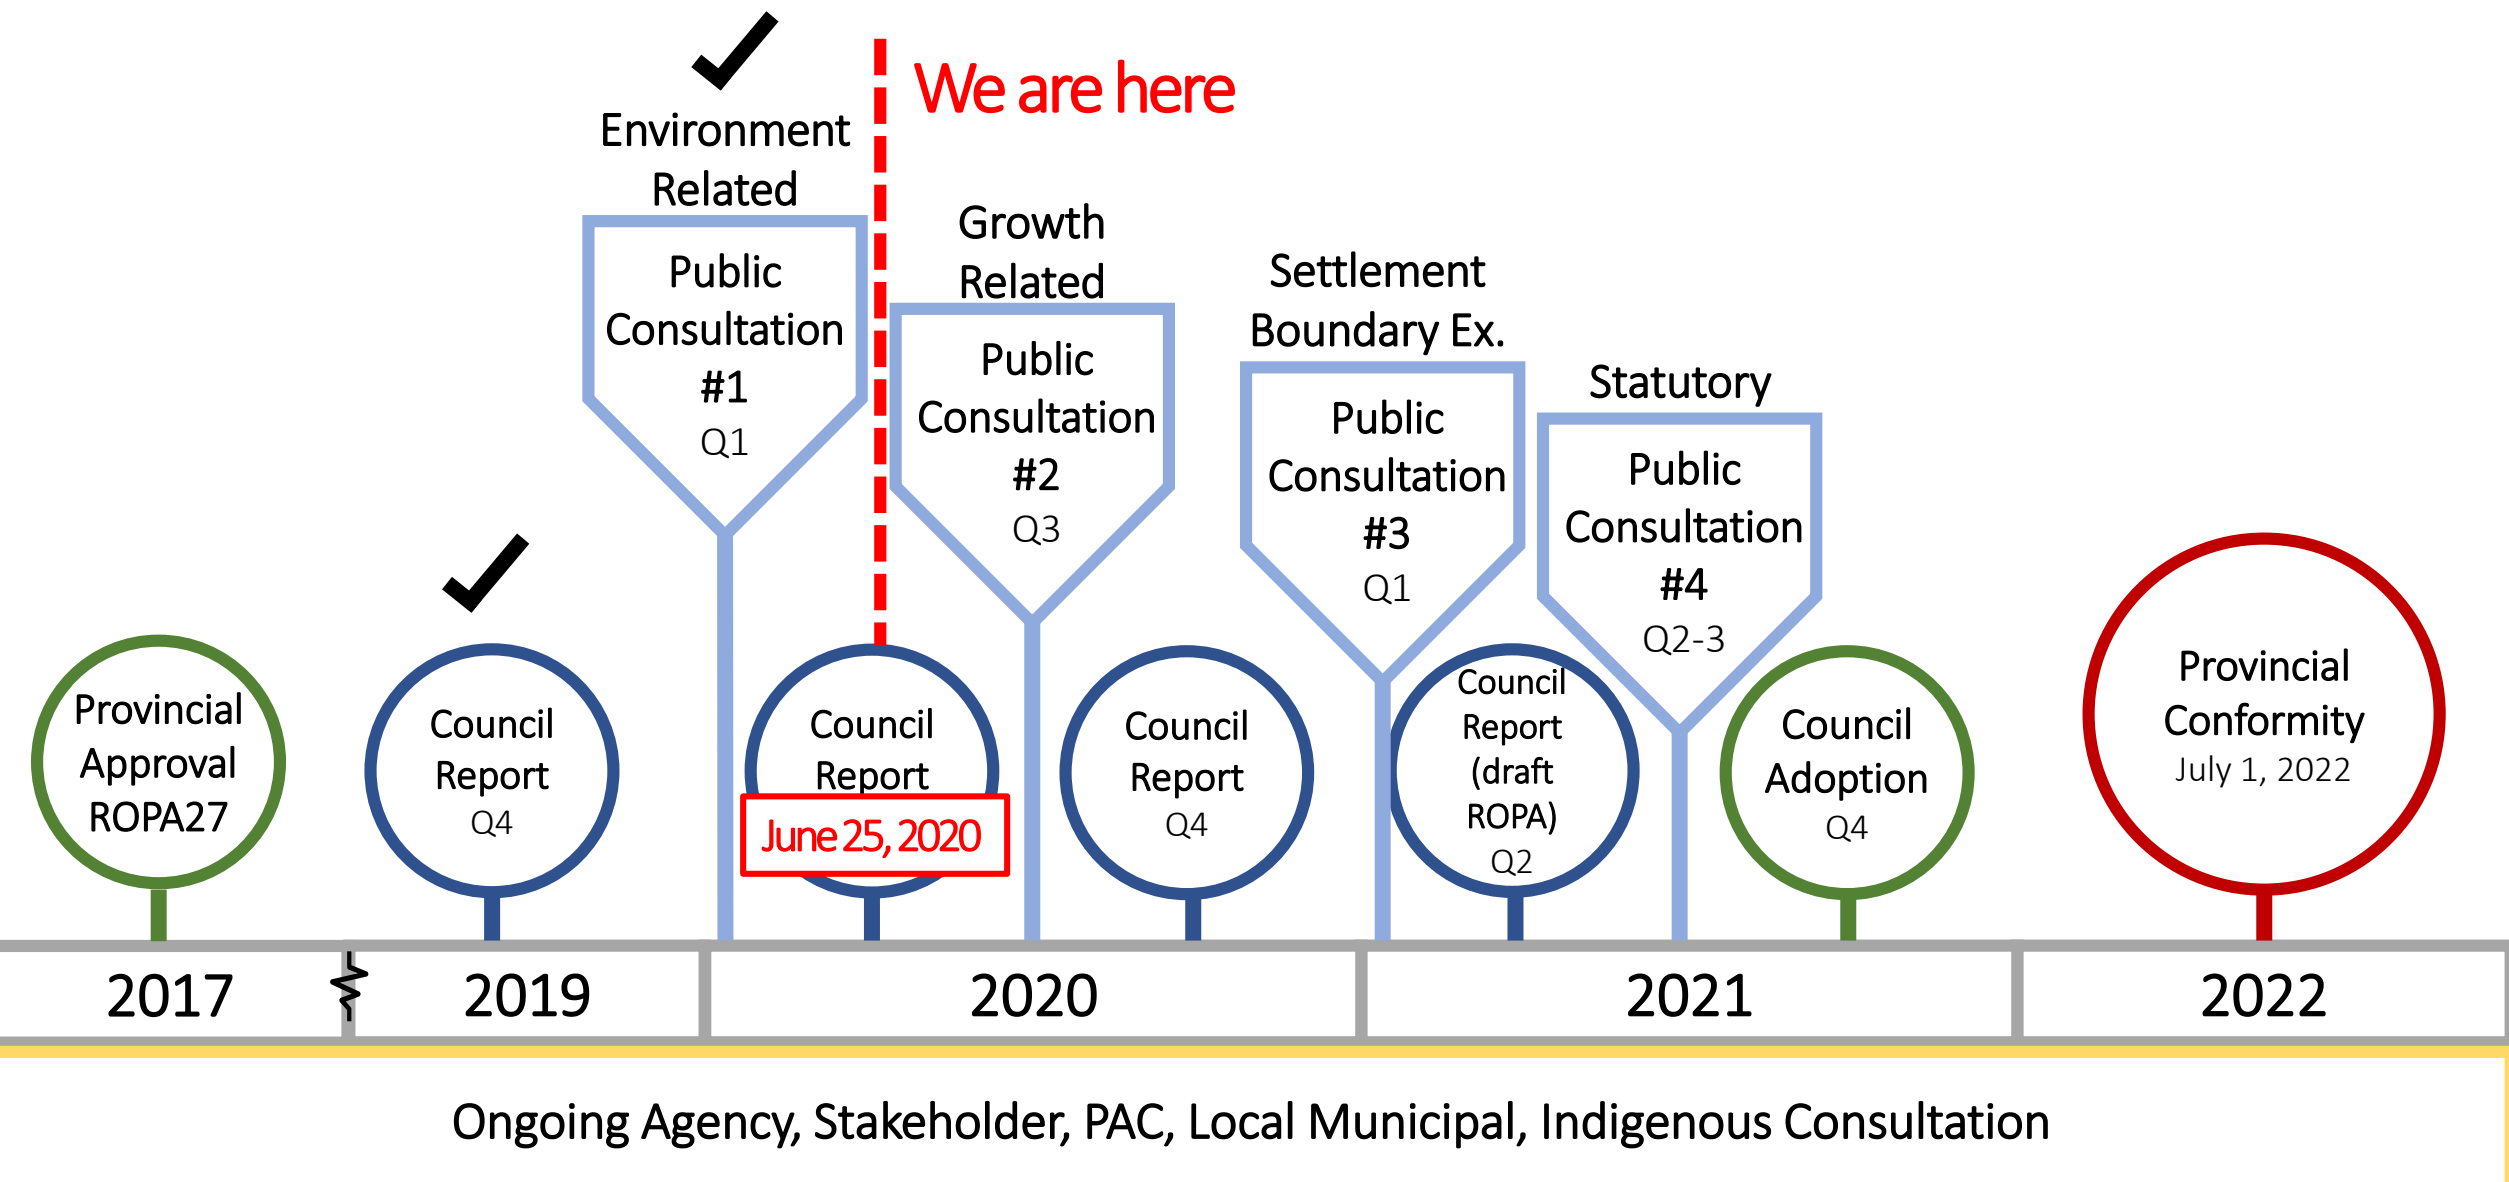 We are here
Environment
Related
Public
Consultation
#1
Q1
Growth
Related
Public
Consultation
#2
Q3
Settlement
Boundary Ex.
Public
Consultation
#3
Q1
Statutory
Public
Consultation
#4
Q2-3
Provincial
Approval
ROPA27
Council
Report
Q4
Council
Report
June 25, 2020
Council
Report
Q4
Council
Report
(draft
ROPA)
Q2
Council
Adoption
Q4
Provincial
Conformity
July 1, 2022
2017
2019
2020
2021
2022
Ongoing Agency, Stakeholder, PAC, Local Municipal, Indigenous Consultation